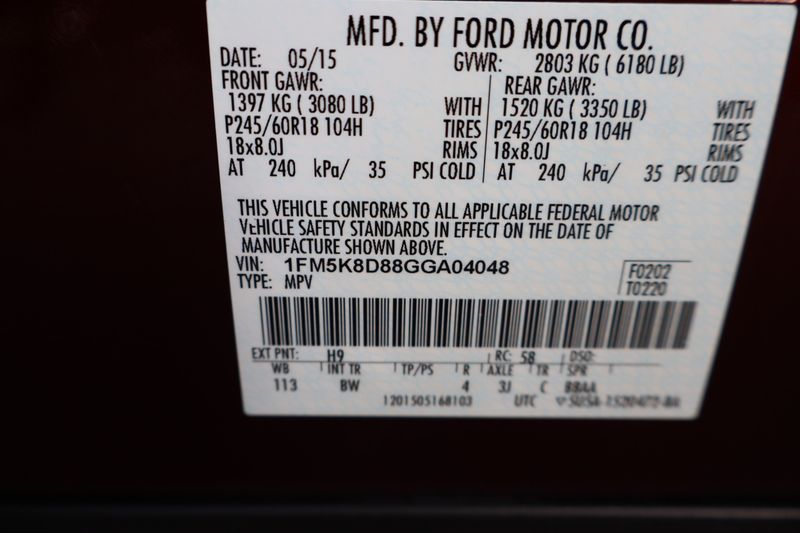 MFD. BY FORD MOTOR CO.
DATE: 05/15 GVWR: 2803 KG ( 6180 LB)
FRONT GAWR: REAR GAWR:
1397 KG ( 3080 LB) WITH 1520 KG ( 3350 LB) WITH
P245/60R18 104H TIRES P245/60R18 104H TIRES
18x8.0J RIMS 18x8.0J RIMS
AT 240 kPa/ 35 PSI COLD AT 240 kPa/ 35 PSI COLD
THIS VEHICLE CONFORMS TO ALL APPLICABLE FEDERAL MOTOR
VEHICLE SAFETY STANDARDS IN EFFECT ON THE DATE OF
MANUFACTURE SHOWN ABOVE.
VIN: 1FM5K8D88GGA04048 F0202
TYPE: MPV T0220
EXT PNT: H9 RC: 58 DSO:
WB INT TR TP/PS R AXLE TR SPR
113 BW 4 3J C BBAA
1201505168103 UTC